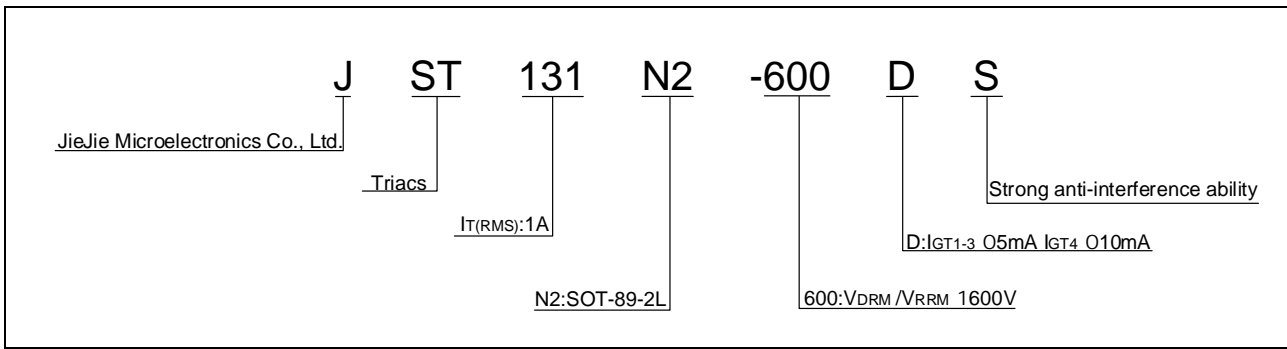 J ST 131 N2 -600 D S
JieJie Microelectronics Co., Ltd.
Triacs
Strong anti-interference ability
IT(RMS):1A
D:IGT1-3 O5mA IGT4 O10mA
N2:SOT-89-2L
600:VDRM /VRRM 1600V